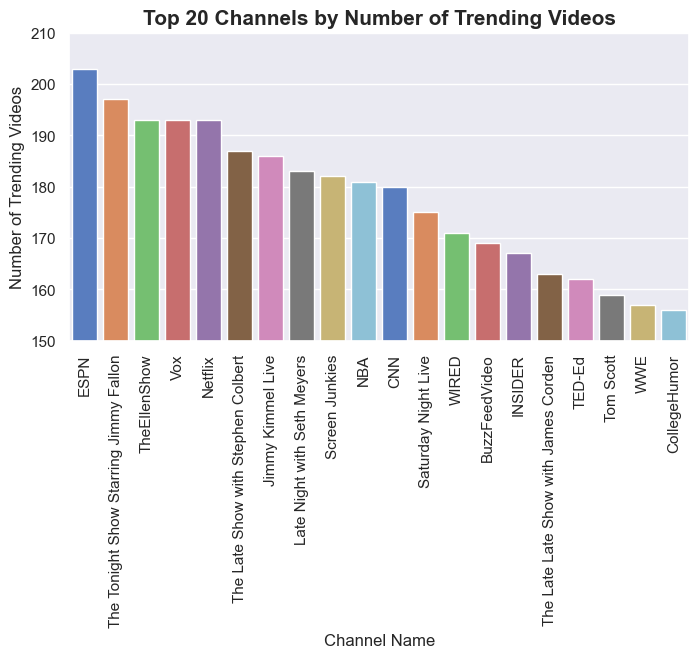 Top 20 Channels by Number of Trending Videos
Number of Trending Videos
210
200
190
180
170
160
150
ESPN
The Tonight Show Starring Jimmy Fallon
TheEllenShow
Vox
Netflix
The Late Show with Stephen Colbert
Jimmy Kimmel Live
Late Night with Seth Meyers
Screen Junkies
NBA
CNN
Saturday Night Live
WIRED
BuzzFeedVideo
INSIDER
The Late Late Show with James Corden
TED-Ed
Tom Scott
WWE
CollegeHumor
Channel Name